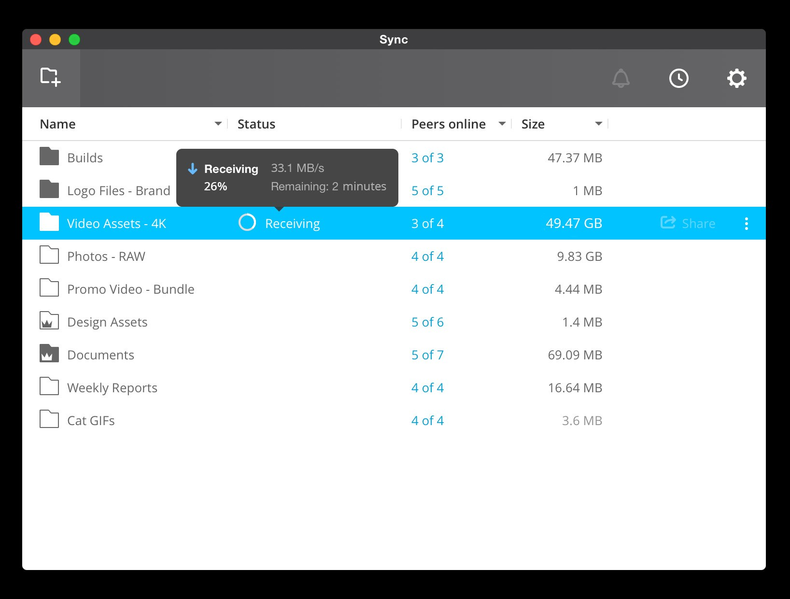 Sync
Name Status Peers online Size
Builds 3 of 3 47.37 MB
Receiving 33.1 MB/s
26% Remaining: 2 minutes
Logo Files - Brand 5 of 5 1 MB
Video Assets - 4K Receiving 3 of 4 49.47 GB Share
Photos - RAW 4 of 4 9.83 GB
Promo Video - Bundle 4 of 4 4.44 MB
Design Assets 5 of 6 1.4 MB
Documents 5 of 7 69.09 MB
Weekly Reports 4 of 4 16.64 MB
Cat GIFs 4 of 4 3.6 MB